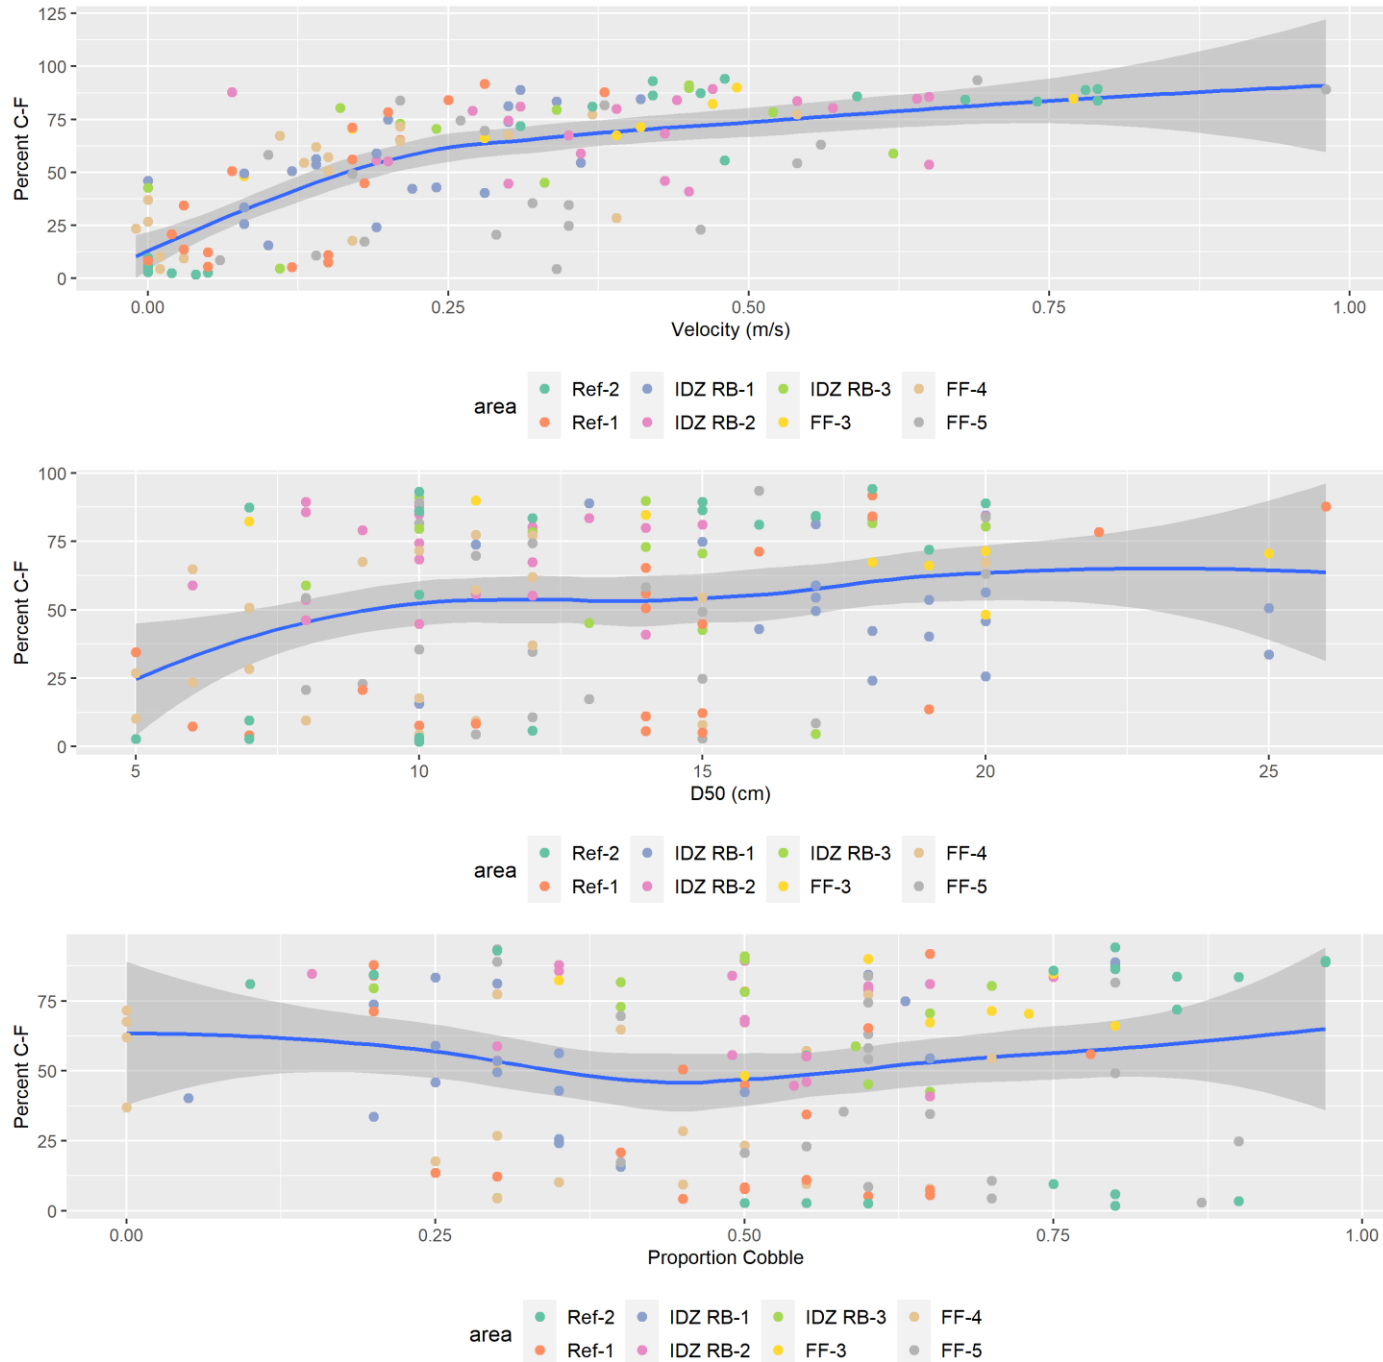 125
100
75
50
25
0
Percent C-F
0.00 0.25 0.50 0.75 1.00
Velocity (m/s)
area
Ref-2 IDZ RB-1 IDZ RB-3 FF-4
Ref-1 IDZ RB-2 FF-3 FF-5
100
75
50
25
0
Percent C-F
5 10 15 20 25
D50 (cm)
area
Ref-2 IDZ RB-1 IDZ RB-3 FF-4
Ref-1 IDZ RB-2 FF-3 FF-5
75
50
25
0
Percent C-F
0.00 0.25 0.50 0.75 1.00
Proportion Cobble
area
Ref-2 IDZ RB-1 IDZ RB-3 FF-4
Ref-1 IDZ RB-2 FF-3 FF-5